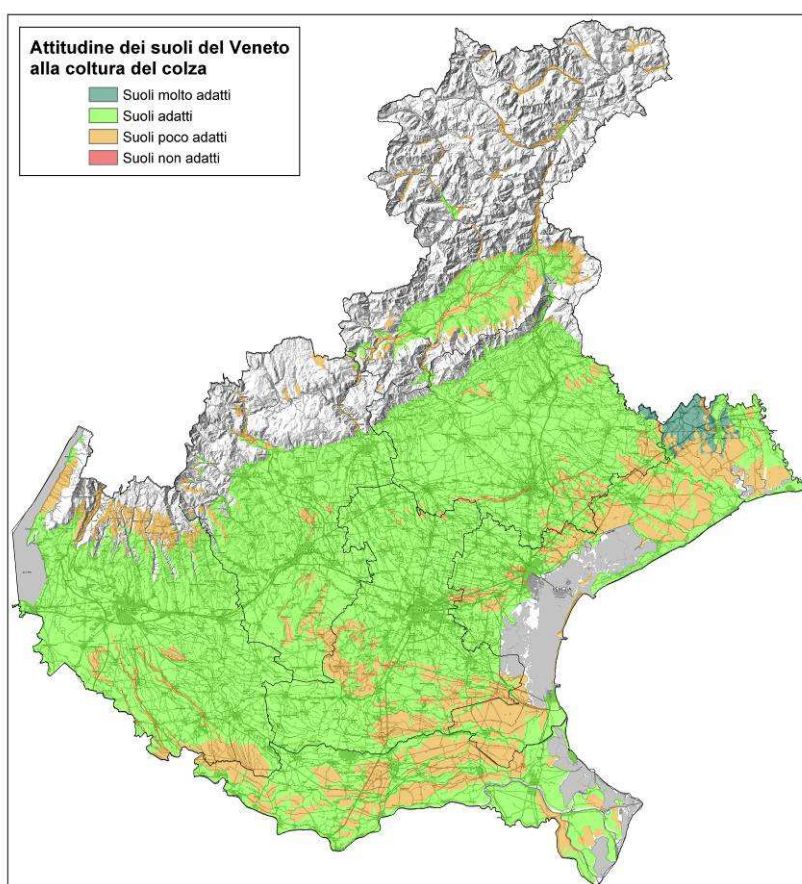 Attitudine dei suoli del Veneto
alla coltura del colza
Suoli molto adatti
Suoli adatti
Suoli poco adatti
Suoli non adatti